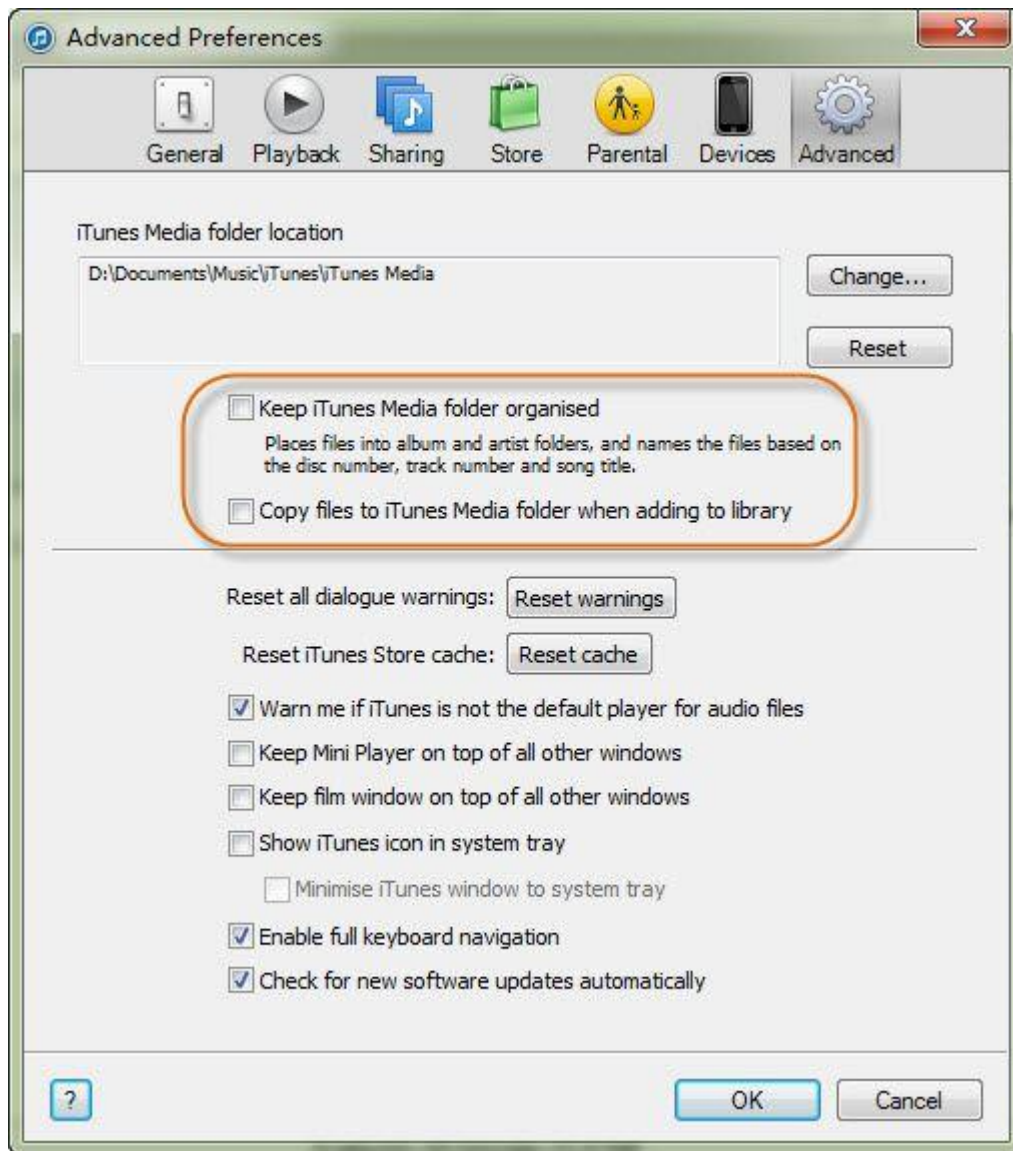 Advanced Preferences
General Playback Sharing Store Parental Devices Advanced
iTunes Media folder location
D:\Documents\Music\iTunes\iTunes Media
Change...
Reset
Keep iTunes Media folder organised
Places files into album and artist folders, and names the files based on
the disc number, track number and song title.
Copy files to iTunes Media folder when adding to library
Reset all dialogue warnings: Reset warnings
Reset iTunes Store cache: Reset cache
Warn me if iTunes is not the default player for audio files
Keep Mini Player on top of all other windows
Keep film window on top of all other windows
Show iTunes icon in system tray
Minimise iTunes window to system tray
Enable full keyboard navigation
Check for new software updates automatically
? OK Cancel